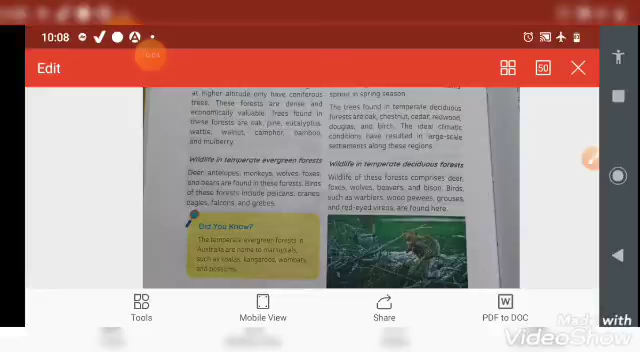 10:08
0:04
Edit
50
at higher altitude only have coniferous
trees. These forests are dense and
economically valuable. Trees found in
these forests are oak, pine, eucalyptus,
wattle, walnut, camphor, bamboo,
and mulberry.
Wildlife in temperate evergreen forests
Deer, antelopes, monkeys, wolves, foxes,
and bears are found in these forests. Birds
of these forests include pelicans, cranes,
eagles, falcons, and grebes.
Did You Know?
The temperate evergreen forests in
Australia are home to marsupials,
such as koalas, kangaroos, wombats,
and possums.
sprout in spring season.
The trees found in temperate deciduous
forests are oak, chestnut, cedar, redwood,
douglas, and birch. The ideal climatic
conditions have resulted in large-scale
settlements along these regions.
Wildlife in temperate deciduous forests
Wildlife of these forests comprises deer,
foxes, wolves, beavers, and bison. Birds,
such as warblers, wood peewees, grouses,
and red-eyed vireos, are found here.
Tools
Mobile View
Share
W
PDF to DOC
Made with
VideoShow